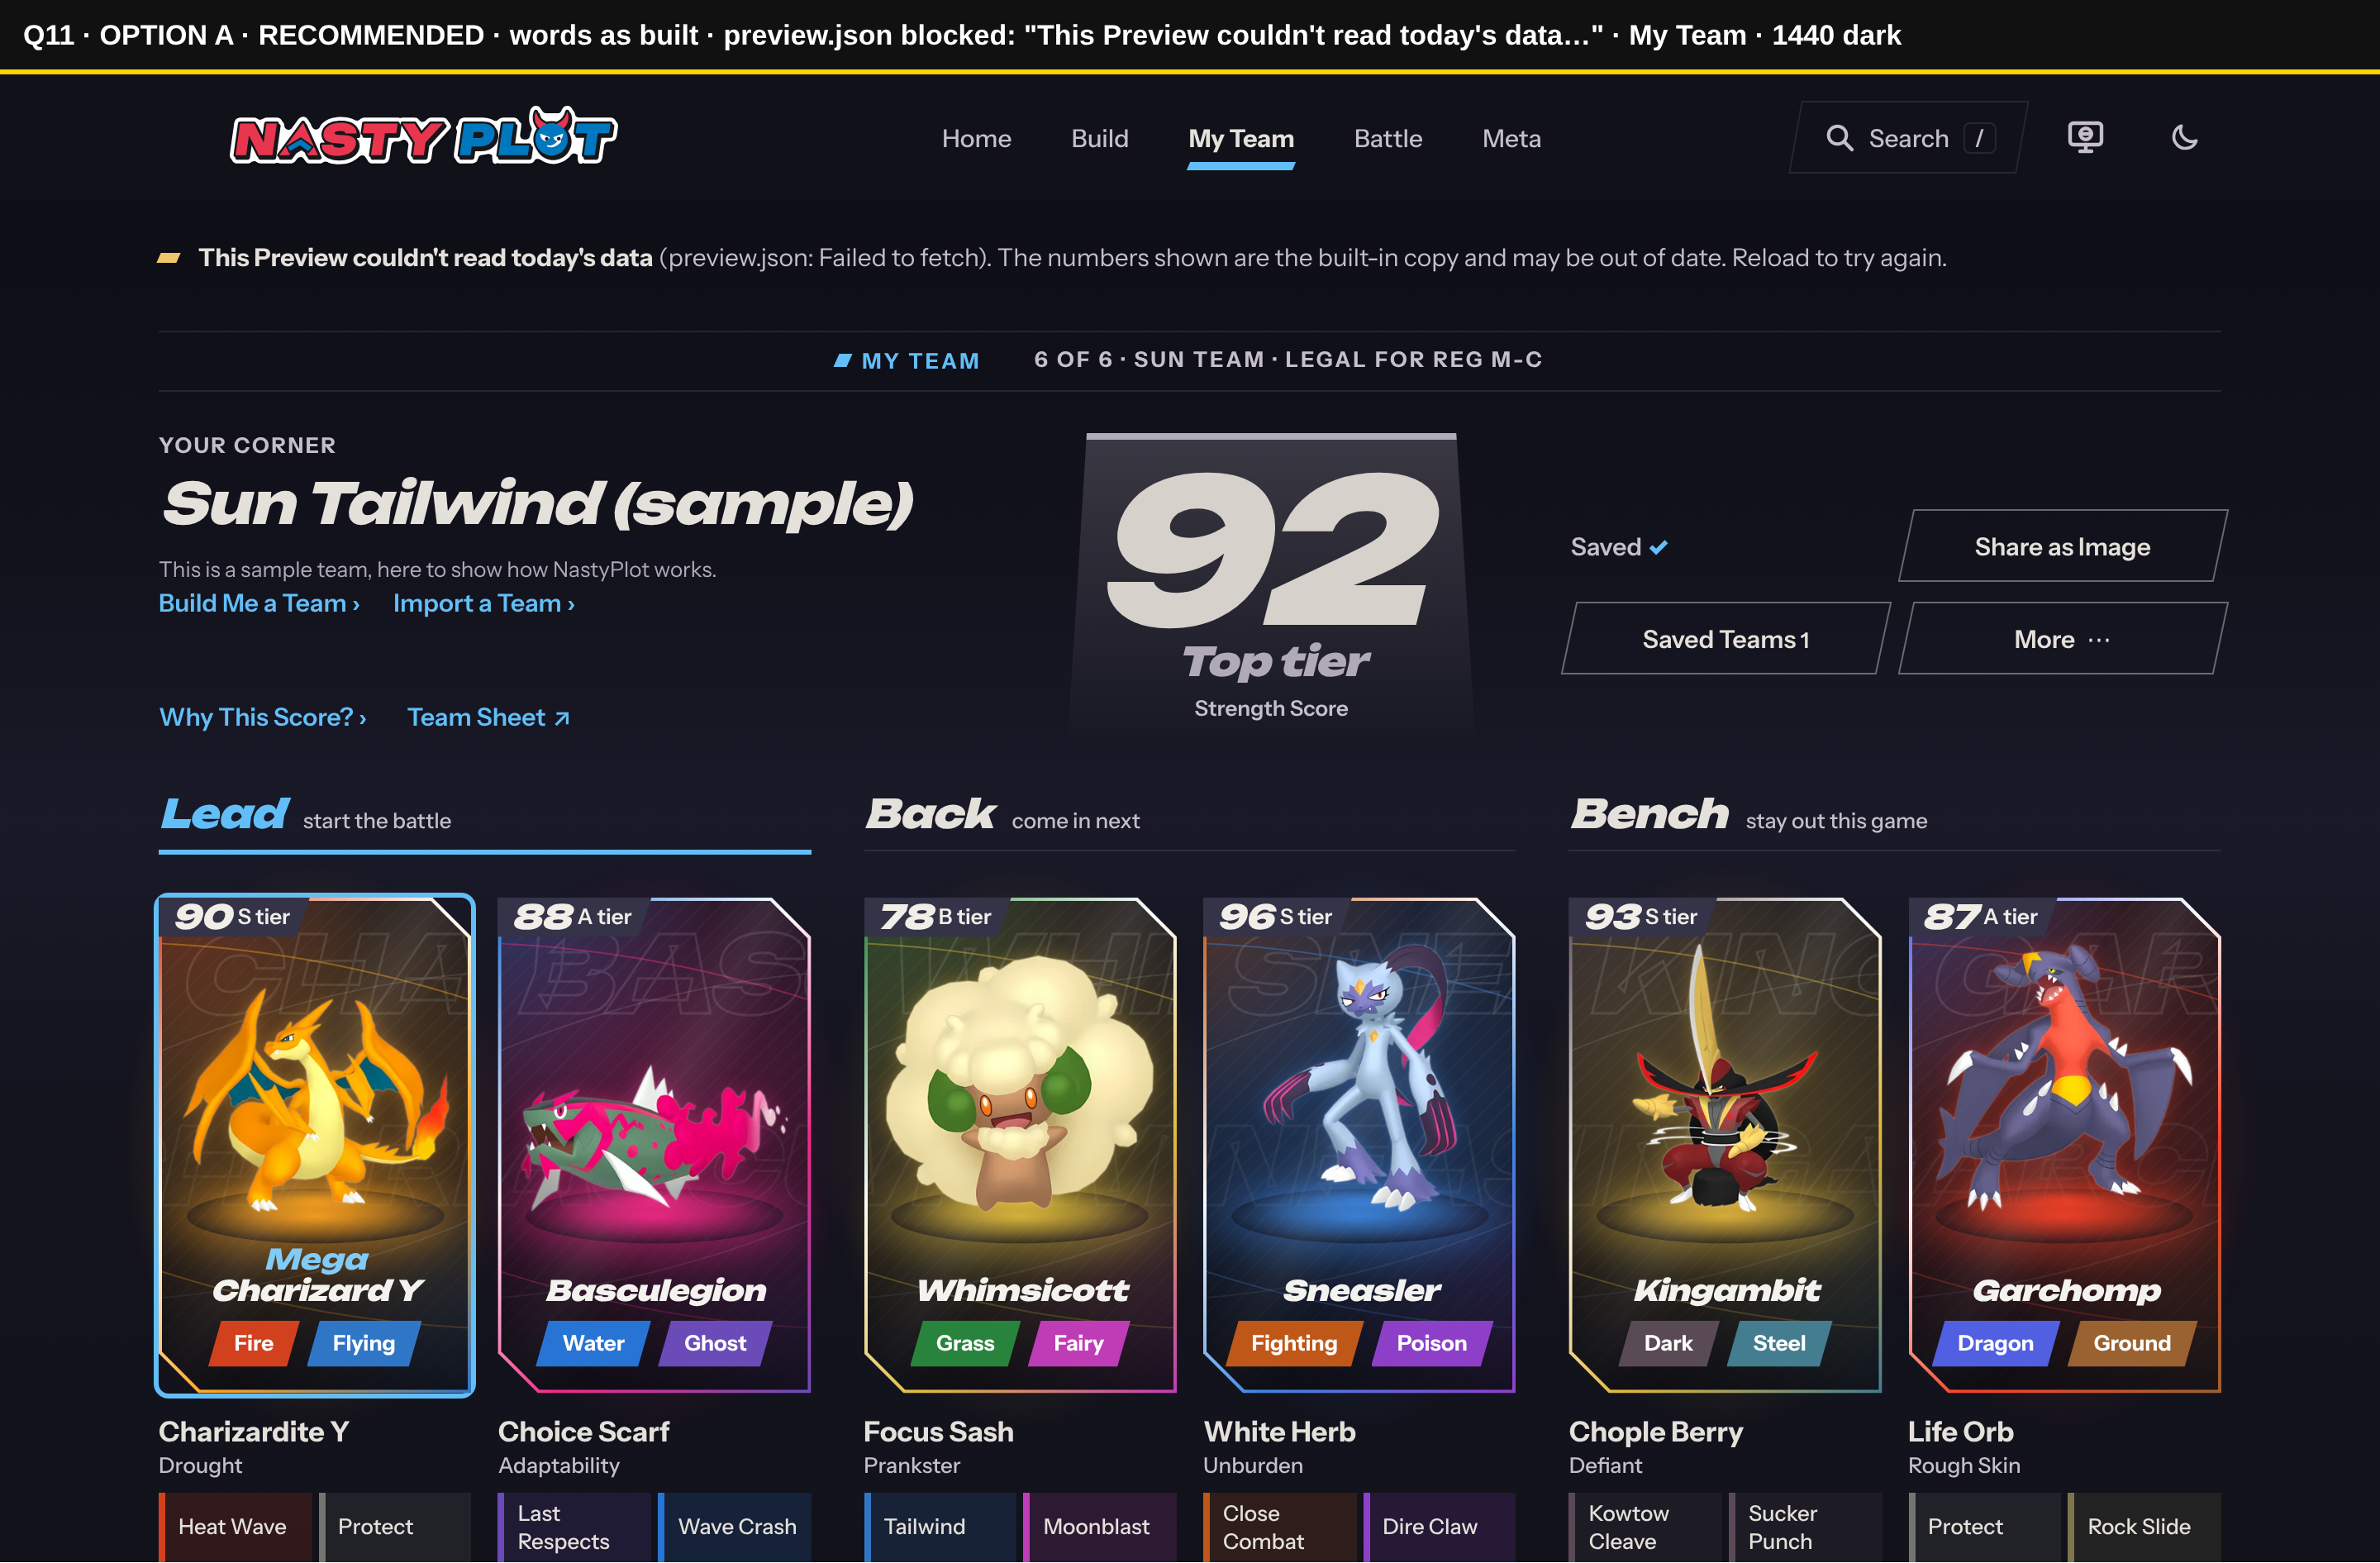 Q11 · OPTION A · RECOMMENDED · words as built · preview.json blocked: "This Preview couldn't read today's data…" · My Team · 1440 dark
NASTY PLOT
Home Build My Team Battle Meta
Search /
This Preview couldn't read today's data (preview.json: Failed to fetch). The numbers shown are the built-in copy and may be out of date. Reload to try again.
MY TEAM 6 OF 6 · SUN TEAM · LEGAL FOR REG M-C
YOUR CORNER
Sun Tailwind (sample)
This is a sample team, here to show how NastyPlot works.
Build Me a Team › Import a Team ›
Why This Score? › Team Sheet ↗
92
Top tier
Strength Score
Saved ✓
Share as Image
Saved Teams 1
More ···
Lead start the battle
Back come in next
Bench stay out this game
90 S tier
88 A tier
78 B tier
96 S tier
93 S tier
87 A tier
Mega
Charizard Y
Basculegion
Whimsicott
Sneasler
Kingambit
Garchomp
Fire Flying
Water Ghost
Grass Fairy
Fighting Poison
Dark Steel
Dragon Ground
Charizardite Y
Drought
Choice Scarf
Adaptability
Focus Sash
Prankster
White Herb
Unburden
Chople Berry
Defiant
Life Orb
Rough Skin
Heat Wave
Protect
Last
Respects
Wave Crash
Tailwind
Moonblast
Close
Combat
Dire Claw
Kowtow
Cleave
Sucker
Punch
Protect
Rock Slide